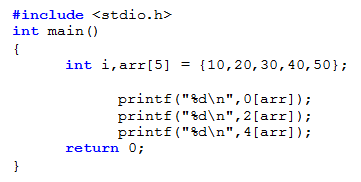 #include <stdio.h>
int main()
{
int i,arr[5] = {10,20,30,40,50};
printf("%d\n",0[arr]);
printf("%d\n",2[arr]);
printf("%d\n",4[arr]);
return 0;
}